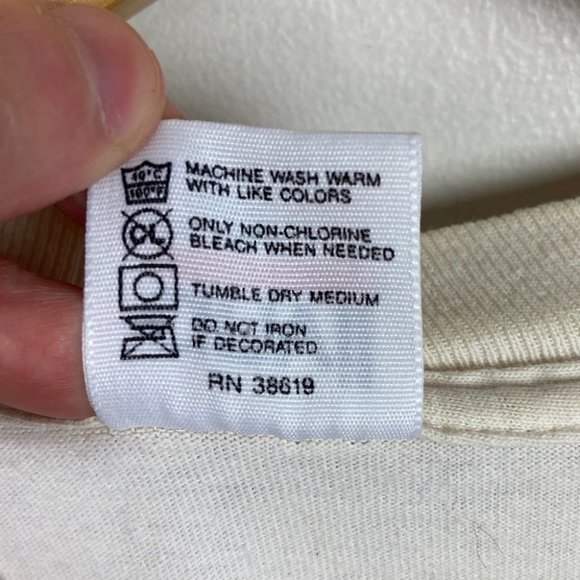 40°C
100°F
MACHINE WASH WARM
WITH LIKE COLORS
ONLY NON-CHLORINE
BLEACH WHEN NEEDED
TUMBLE DRY MEDIUM
DO NOT IRON
IF DECORATED
RN 38619